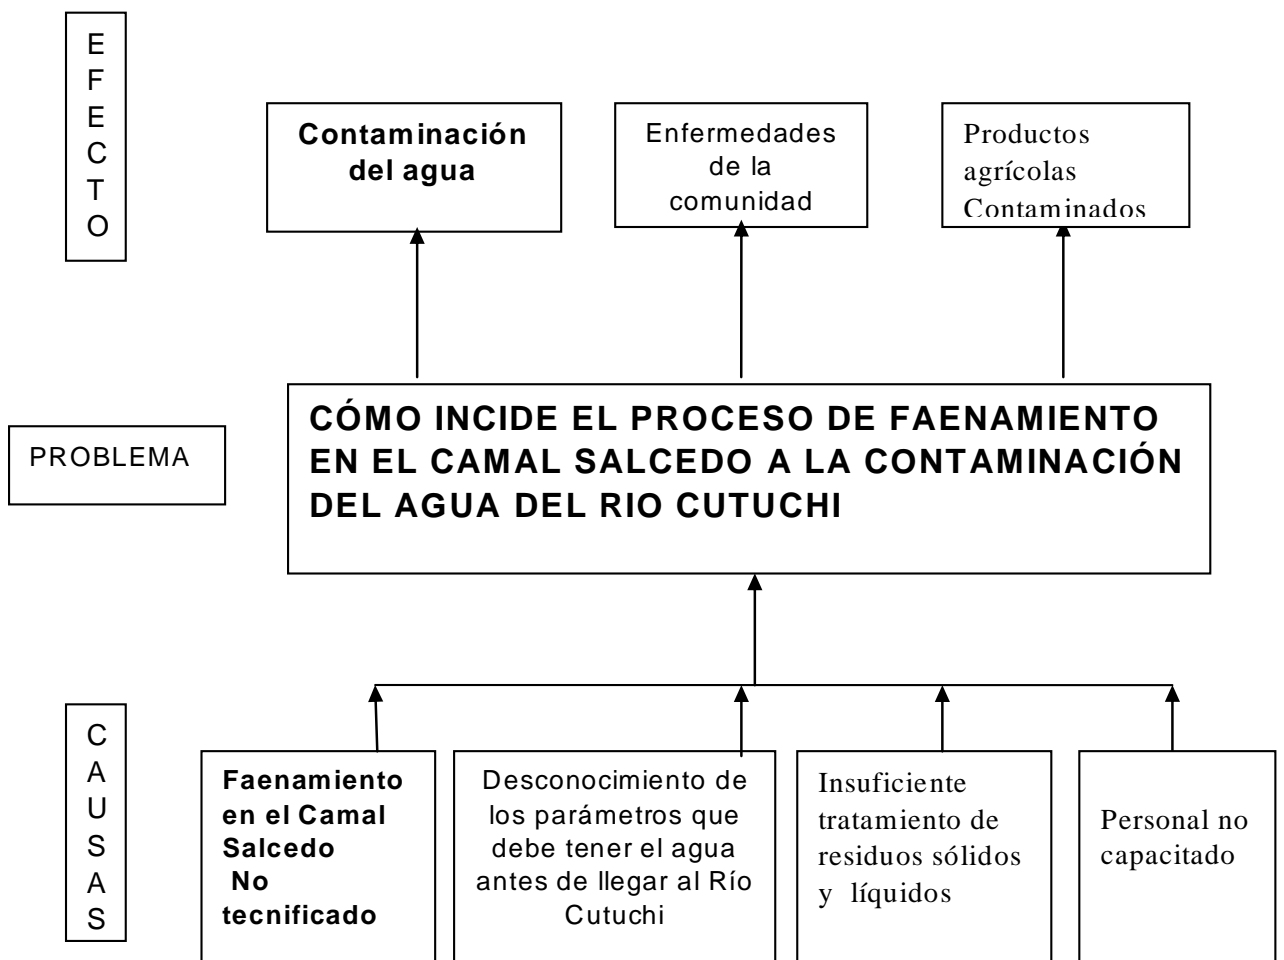 EFECTO
Contaminación
del agua
Enfermedades
de la
comunidad
Productos
agrícolas
Contaminados
PROBLEMA
CÓMO INCIDE EL PROCESO DE FAENAMIENTO
EN EL CAMAL SALCEDO A LA CONTAMINACIÓN
DEL AGUA DEL RIO CUTUCHI
CAUSAS
Faenamiento
en el Camal
Salcedo
No
tecnificado
Desconocimiento de
los parámetros que
debe tener el agua
antes de llegar al Río
Cutuchi
Insuficiente
tratamiento de
residuos sólidos
y líquidos
Personal no
capacitado